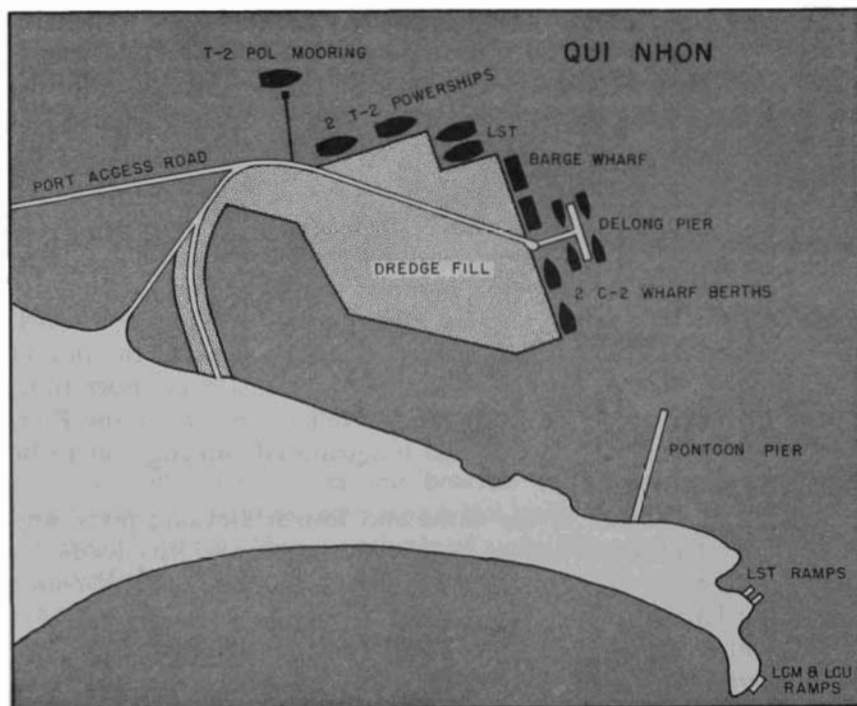 QUI NHON
T-2 POL MOORING
2 T-2 POWERSHIPS
LST
BARGE WHARF
PORT ACCESS ROAD
DELONG PIER
DREDGE FILL
2 C-2 WHARF BERTHS
PONTOON PIER
LST RAMPS
LCM & LCU
RAMPS